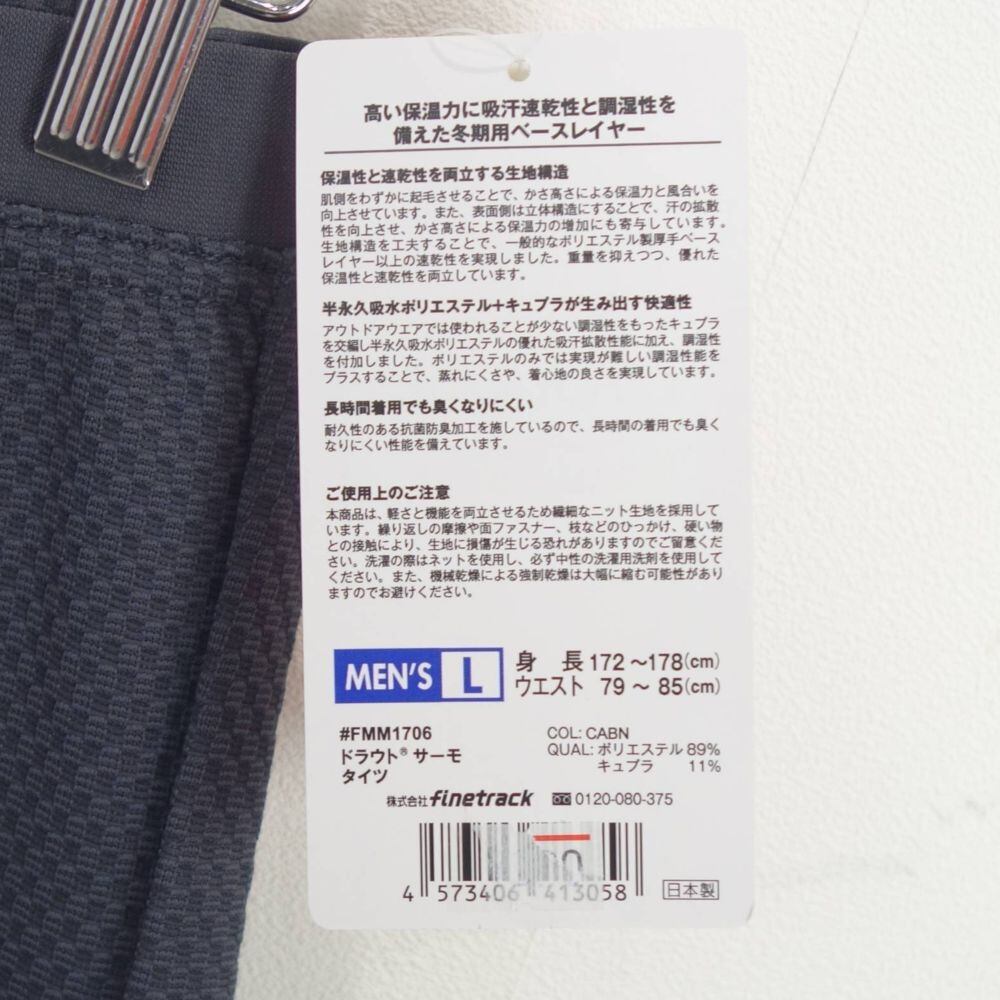 高い保温力に吸汗速乾性と調湿性を
備えた冬期用ベースレイヤー
保温性と速乾性を両立する生地構造
肌側をわずかに起毛させることで、かさ高さによる保温力と風合いを
向上させています。また、表面側は立体構造にすることで、汗の拡散
性を向上させ、かさ高さによる保温力の増加にも寄与しています。
生地構造を工夫することで、一般的なポリエステル製厚手ベース
レイヤー以上の速乾性を実現しました。重量を抑えつつ、優れた
保温性と速乾性を両立しています。
半永久吸水ポリエステル+キュプラが生み出す快適性
アウトドアウエアでは使われることが少ない調湿性をもったキュプラ
を交編し半永久吸水ポリエステルの優れた吸汗拡散性能に加え、調湿性
を付加しました。ポリエステルのみでは実現が難しい調湿性能を
プラスすることで、蒸れにくさや、着心地の良さを実現しています。
長時間着用でも臭くなりにくい
耐久性のある抗菌防臭加工を施しているので、長時間の着用でも臭く
なりにくい性能を備えています。
ご使用上のご注意
本商品は、軽さと機能を両立させるため繊細なニット生地を採用して
います。繰り返しの摩擦や面ファスナー、枝などのひっかけ、硬い物
との接触により、生地に損傷が生じる恐れがありますのでご留意くだ
さい。洗濯の際はネットを使用し、必ず中性の洗濯用洗剤を使用して
ください。また、機械乾燥による強制乾燥は大幅に縮む可能性があり
ますのでお避けください。
MEN'S L 身 長 172 ~178(cm)
ウエスト 79 ~ 85(cm)
#FMM1706 COL: CABN
ドラウト® サーモ QUAL: ポリエステル 89%
タイツ キュプラ 11%
株式会社 finetrack 0120-080-375
4 573406 413058 日本製